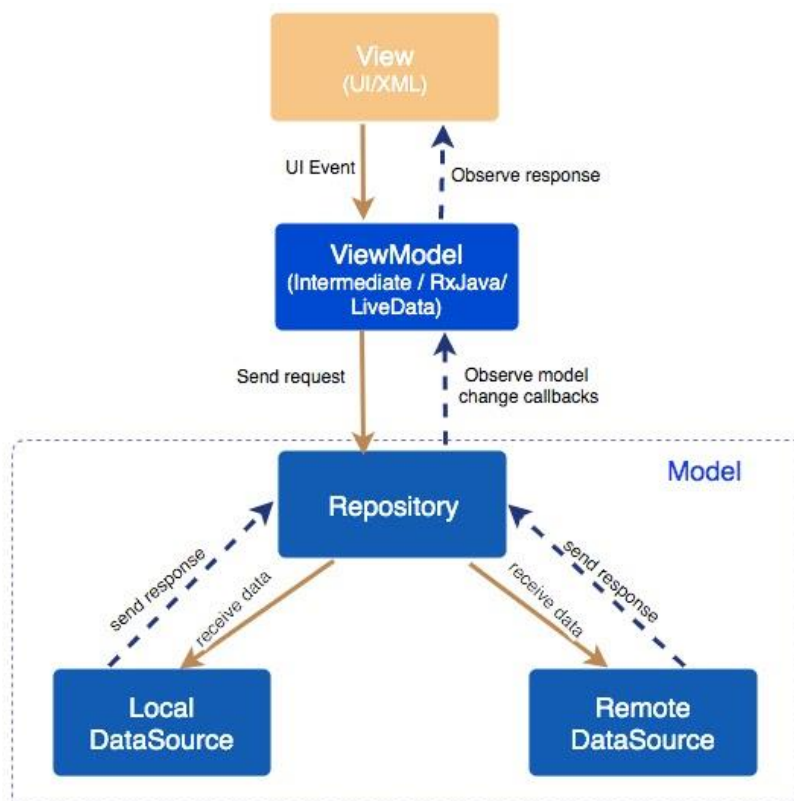 View
(UI/XML)
UI Event
Observe response
ViewModel
(Intermediate / RxJava/
LiveData)
Send request
Observe model
change callbacks
Model
Repository
send response
receive data
receive data
send response
Local
DataSource
Remote
DataSource